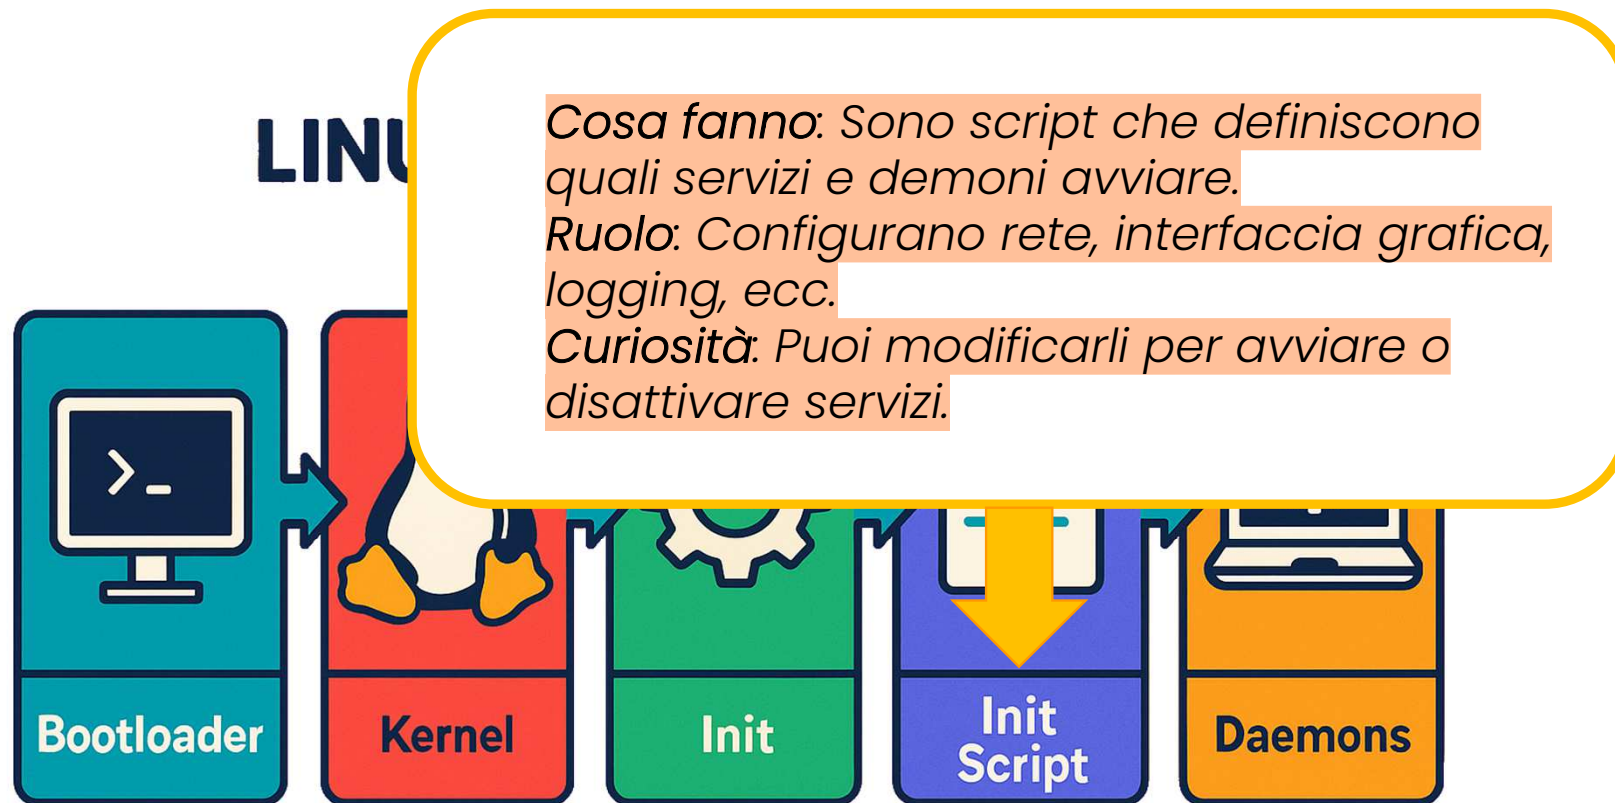 Cosa fanno: Sono script che definiscono
quali servizi e demoni avviare.
Ruolo: Configurano rete, interfaccia grafica,
logging, ecc.
Curiosità: Puoi modificarli per avviare o
disattivare servizi.
>_
Bootloader
Kernel
Init
Init
Script
Daemons